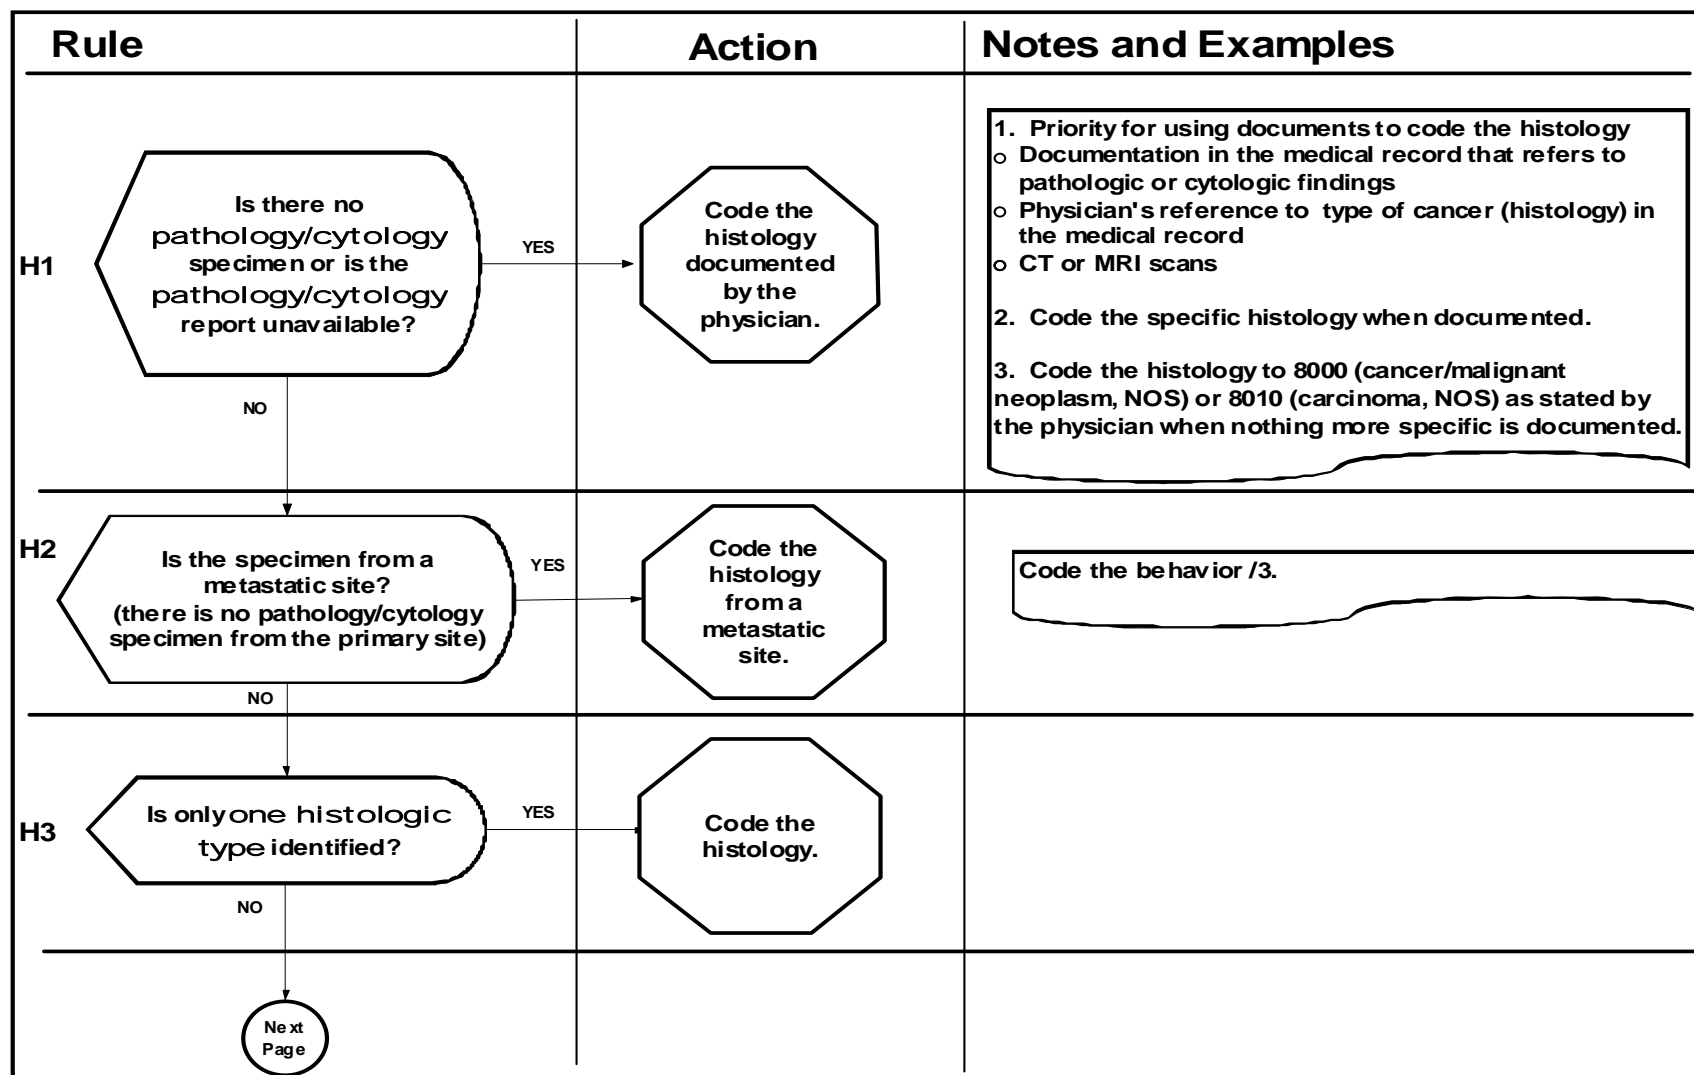 Rule
Action
Notes and Examples
H1
Is there no
pathology/cytology
specimen or is the
pathology/cytology
report unavailable?
YES
NO
Code the
histology
documented
by the
physician.
1. Priority for using documents to code the histology
o Documentation in the medical record that refers to
pathologic or cytologic findings
o Physician's reference to type of cancer (histology) in
the medical record
o CT or MRI scans
2. Code the specific histology when documented.
3. Code the histology to 8000 (cancer/malignant
neoplasm, NOS) or 8010 (carcinoma, NOS) as stated by
the physician when nothing more specific is documented.
H2
Is the specimen from a
metastatic site?
(there is no pathology/cytology
specimen from the primary site)
YES
NO
Code the
histology
from a
metastatic
site.
Code the behavior /3.
H3
Is only one histologic
type identified?
YES
NO
Code the
histology.
Next
Page